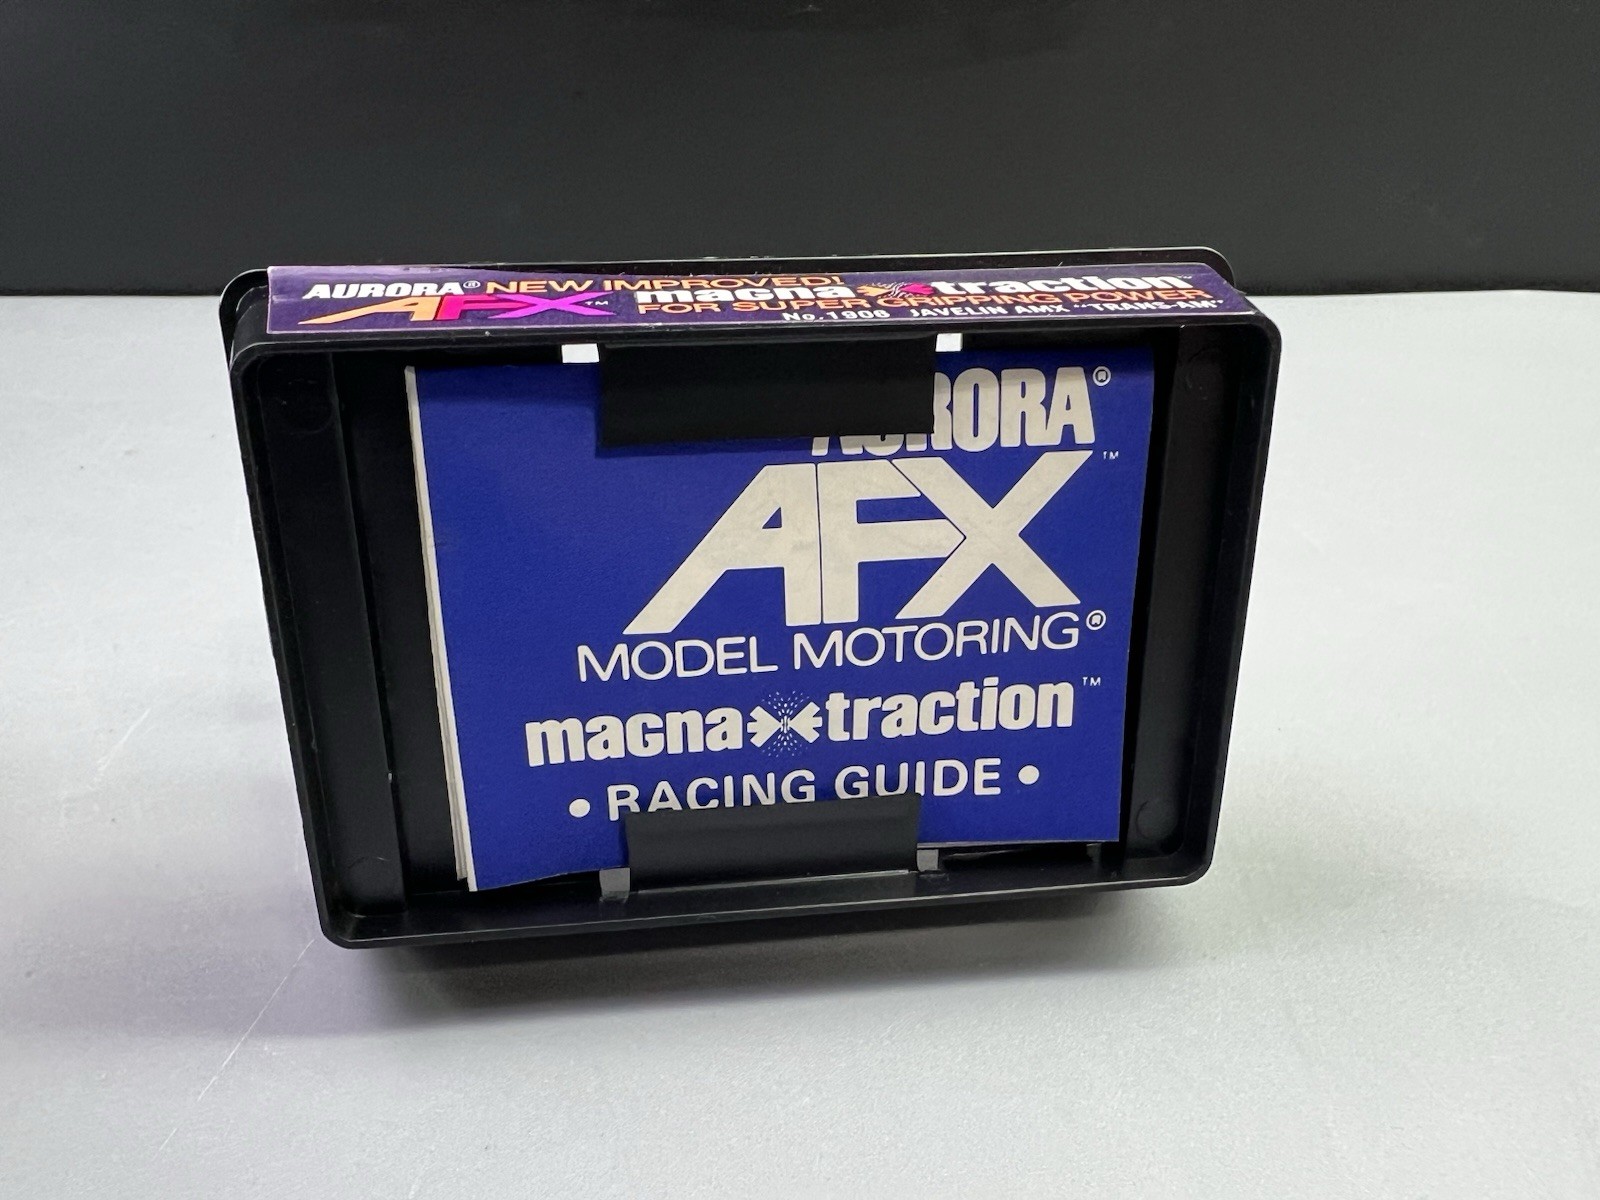 AURORA® NEW IMPROVED!
AFX™ magna traction™
FOR SUPER GRIPPING POWER
No. 1906 JAVELIN AMX "TRANS-AM"
AURORA®
AFX™
MODEL MOTORING®
magna traction™
• RACING GUIDE •